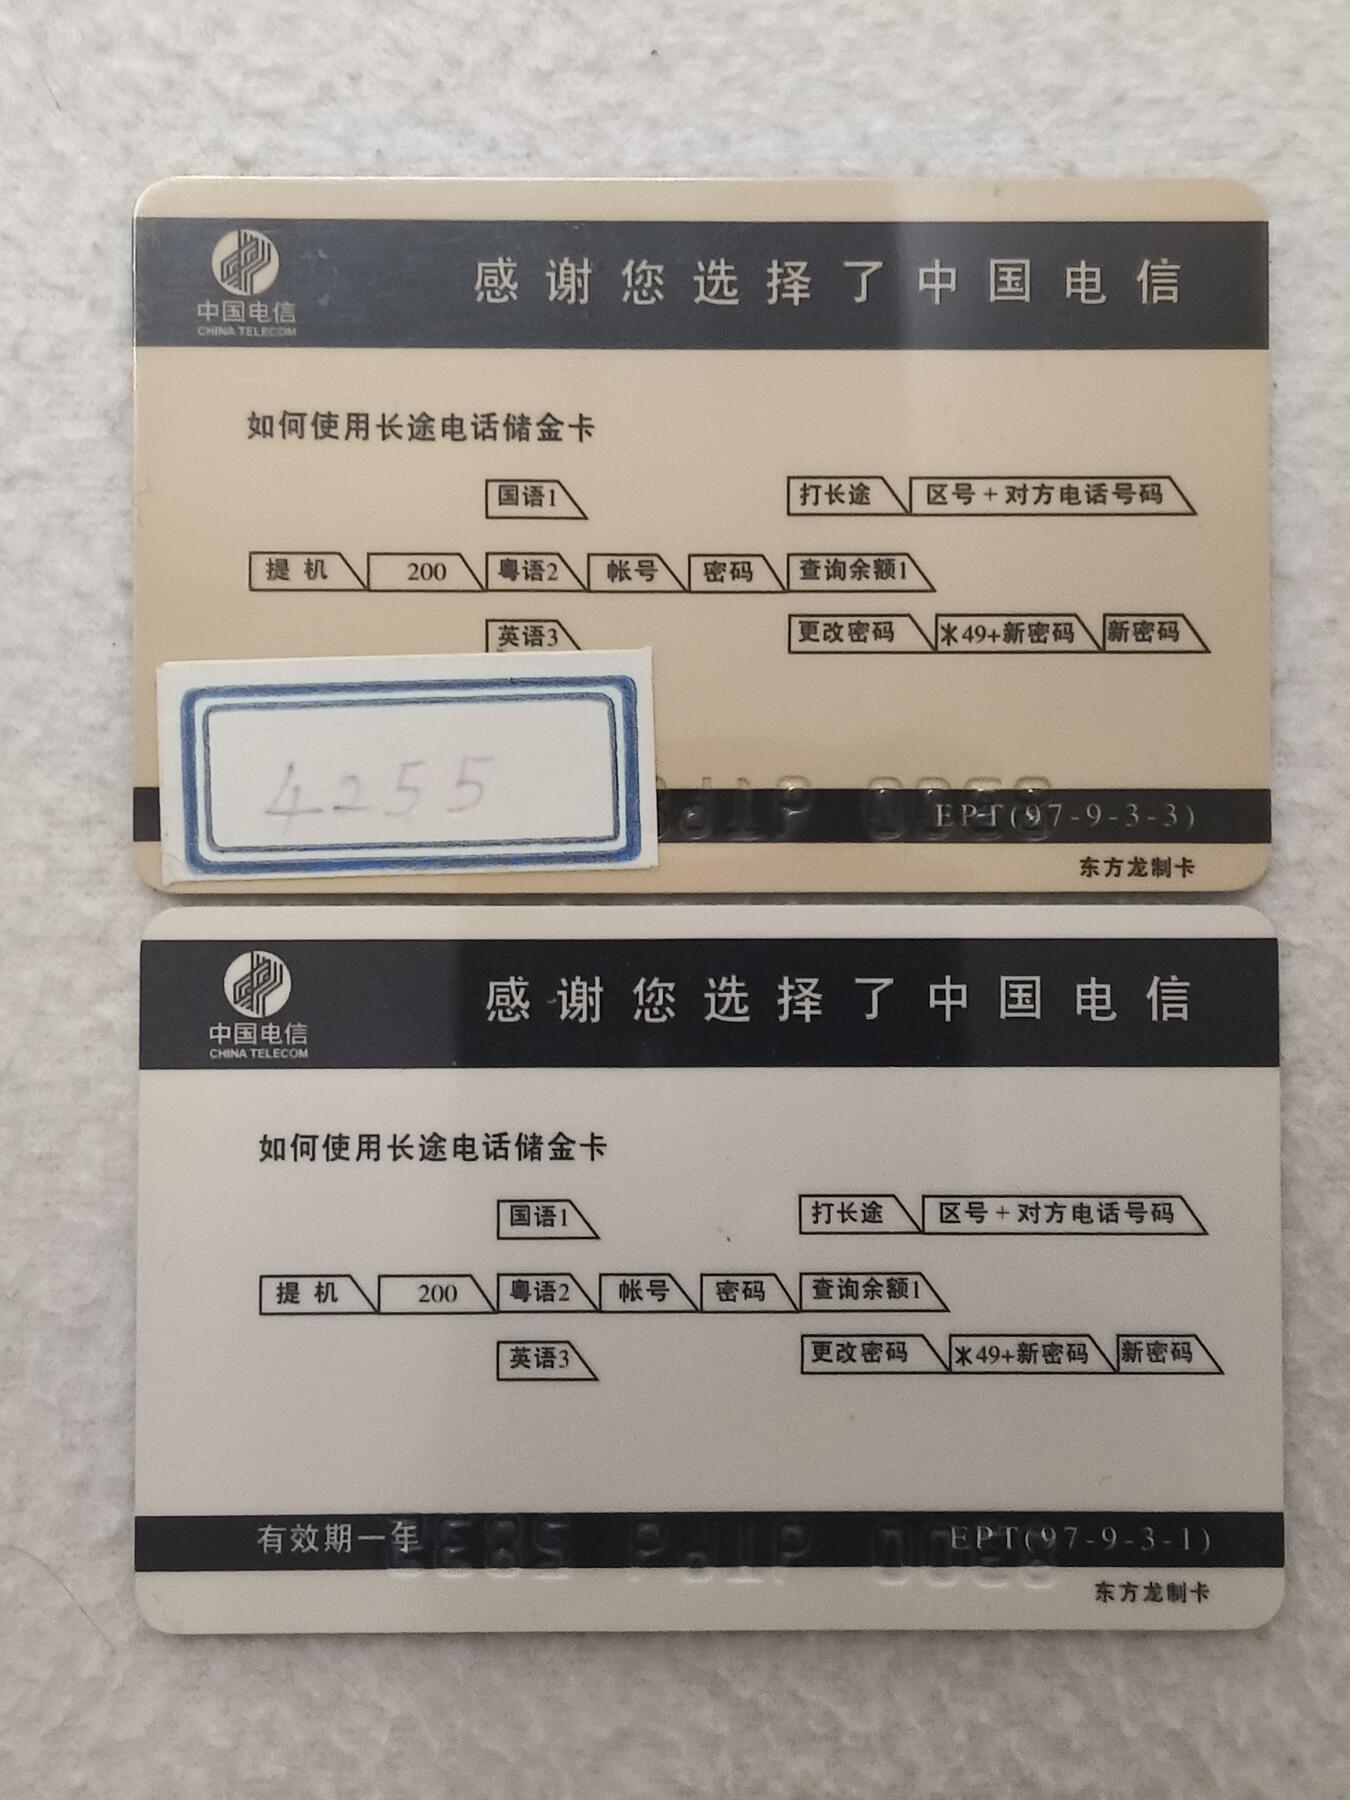 中国电信
CHINA TELECOM
感谢您选择了中国电信
如何使用长途电话储金卡
国语1 打长途 区号+对方电话号码
提机 200 粤语2 帐号 密码 查询余额1
英语3 更改密码 *49+新密码 新密码
4255
EPT(97-9-3-3)
东方龙制卡
中国电信
CHINA TELECOM
感谢您选择了中国电信
如何使用长途电话储金卡
国语1 打长途 区号+对方电话号码
提机 200 粤语2 帐号 密码 查询余额1
英语3 更改密码 *49+新密码 新密码
有效期一年 EPT(97-9-3-1)
东方龙制卡